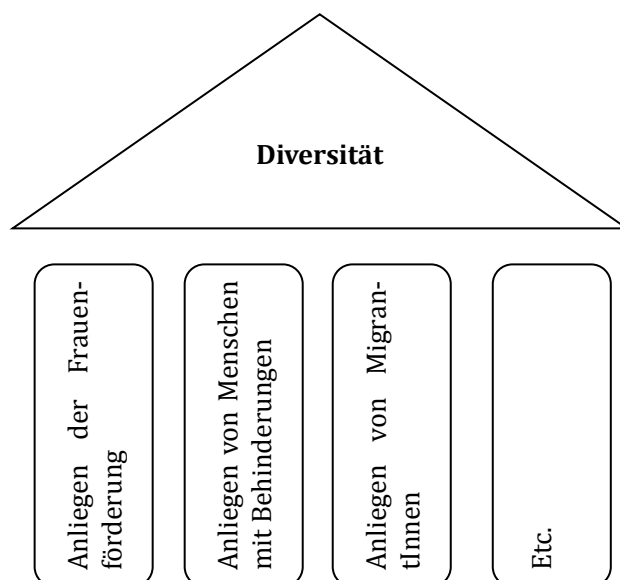 Diversität
Anliegen der Frauen-
förderung
Anliegen von Menschen
mit Behinderungen
Anliegen von Migran-
tInnen
Etc.